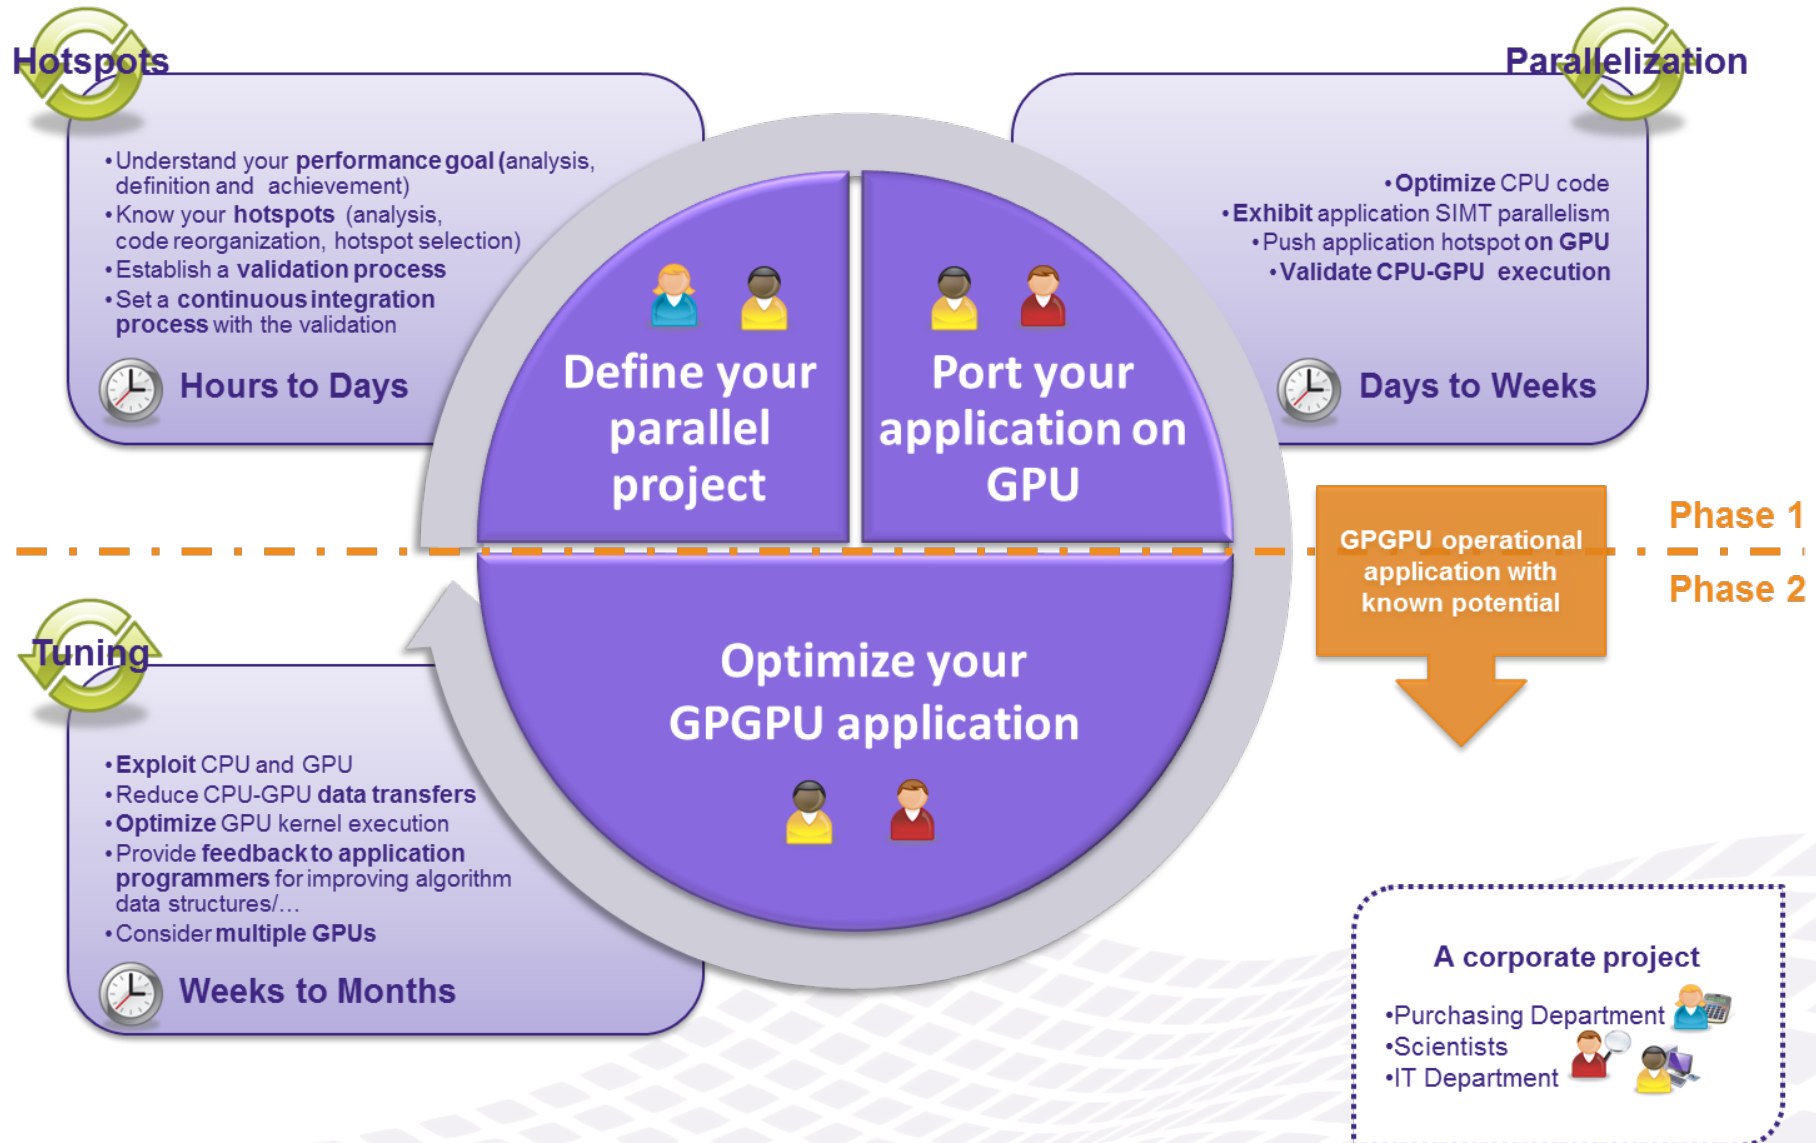 Hotspots
•Understand your performance goal (analysis,
definition and achievement)
•Know your hotspots (analysis,
code reorganization, hotspot selection)
•Establish a validation process
•Set a continuous integration
process with the validation
Hours to Days
Parallelization
•Optimize CPU code
•Exhibit application SIMT parallelism
•Push application hotspot on GPU
•Validate CPU-GPU execution
Days to Weeks
Define your
parallel
project
Port your
application on
GPU
GPGPU operational
application with
known potential
Phase 1
Phase 2
Tuning
•Exploit CPU and GPU
•Reduce CPU-GPU data transfers
•Optimize GPU kernel execution
•Provide feedback to application
programmers for improving algorithm
data structures/…
•Consider multiple GPUs
Weeks to Months
Optimize your
GPGPU application
A corporate project
•Purchasing Department
•Scientists
•IT Department